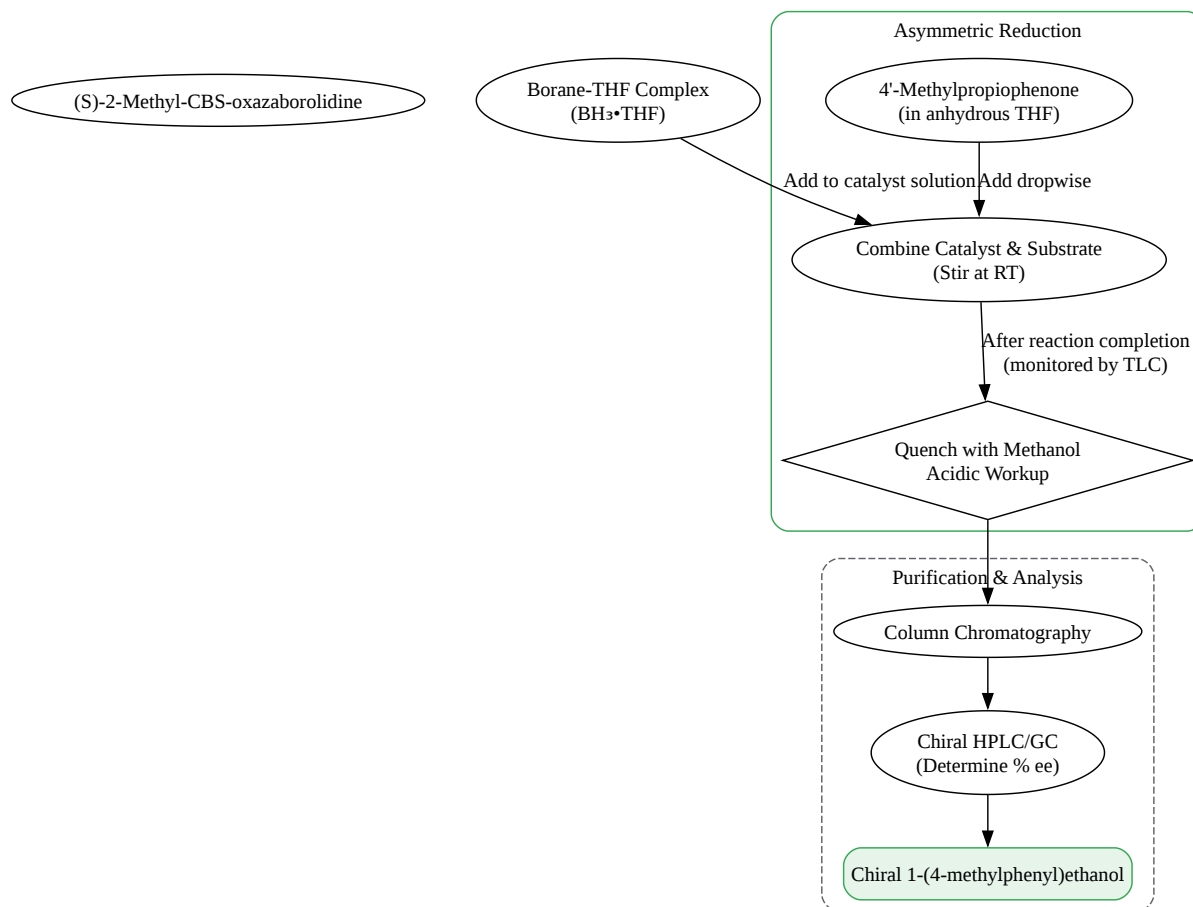 Asymmetric Reduction
(S)-2-Methyl-CBS-oxazaborolidine
Borane-THF Complex
(BH₃•THF)
4'-Methylpropiophenone
(in anhydrous THF)
Add to catalyst solution
Add dropwise
Combine Catalyst & Substrate
(Stir at RT)
After reaction completion
(monitored by TLC)
Quench with Methanol
Acidic Workup
Purification & Analysis
Column Chromatography
Chiral HPLC/GC
(Determine % ee)
Chiral 1-(4-methylphenyl)ethanol